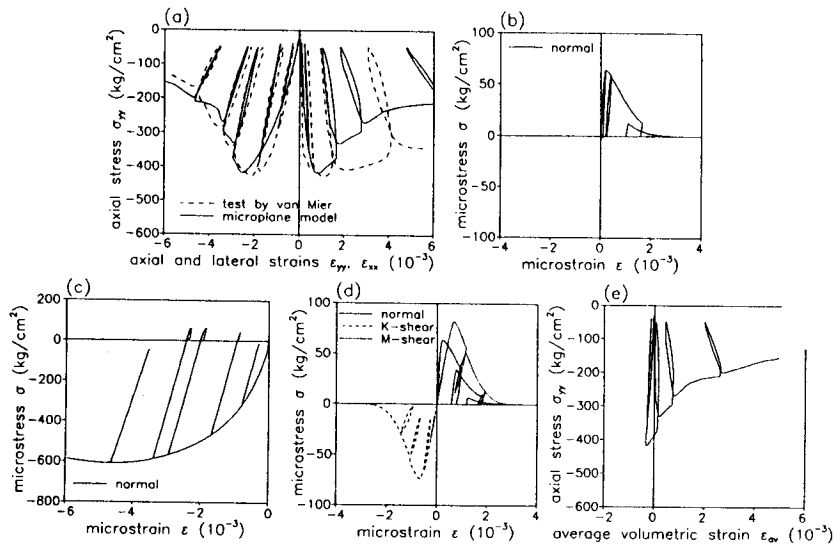 (a)
axial stress σyy (kg/cm²)
0
−100
−200
−300
−400
−500
−600
test by van Mier
microplane model
−6 −4 −2 0 2 4 6
axial and lateral strains εyy, εxx (10⁻³)
(b)
microstress σ (kg/cm²)
100
50
0
−50
−100
normal
−4 −2 0 2 4
microstrain ε (10⁻³)
(c)
microstress σ (kg/cm²)
200
0
−200
−400
−600
−800
normal
−6 −4 −2 0
microstrain ε (10⁻³)
(d)
microstress σ (kg/cm²)
100
50
0
−50
−100
normal
K−shear
M−shear
−4 −2 0 2 4
microstrain ε (10⁻³)
(e)
axial stress σyy (kg/cm²)
0
−100
−200
−300
−400
−500
−600
−2 0 2 4 6
average volumetric strain εav (10⁻³)